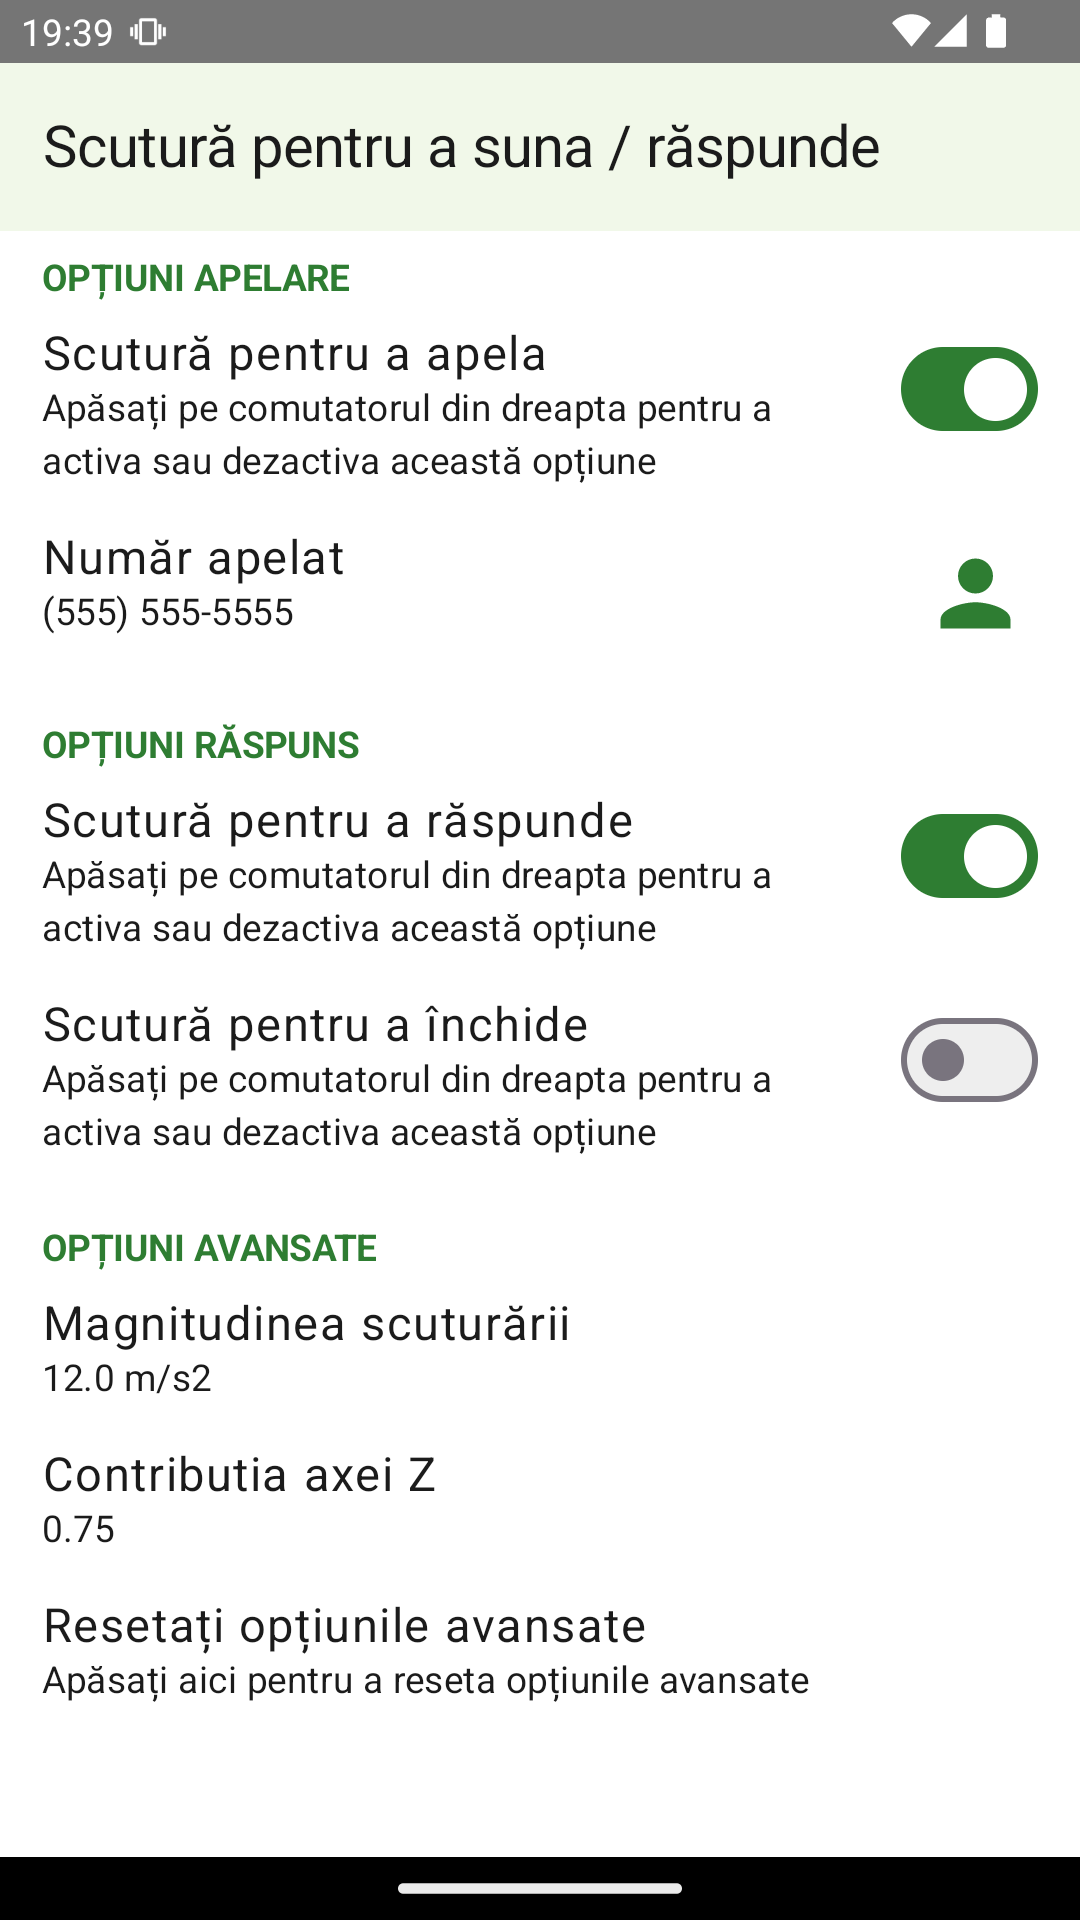 19:39
Scutură pentru a suna / răspunde
OPȚIUNI APELARE
Scutură pentru a apela
Apăsați pe comutatorul din dreapta pentru a
activa sau dezactiva această opțiune
Număr apelat
(555) 555-5555
OPȚIUNI RĂSPUNS
Scutură pentru a răspunde
Apăsați pe comutatorul din dreapta pentru a
activa sau dezactiva această opțiune
Scutură pentru a închide
Apăsați pe comutatorul din dreapta pentru a
activa sau dezactiva această opțiune
OPȚIUNI AVANSATE
Magnitudinea scuturării
12.0 m/s2
Contributia axei Z
0.75
Resetați opțiunile avansate
Apăsați aici pentru a reseta opțiunile avansate